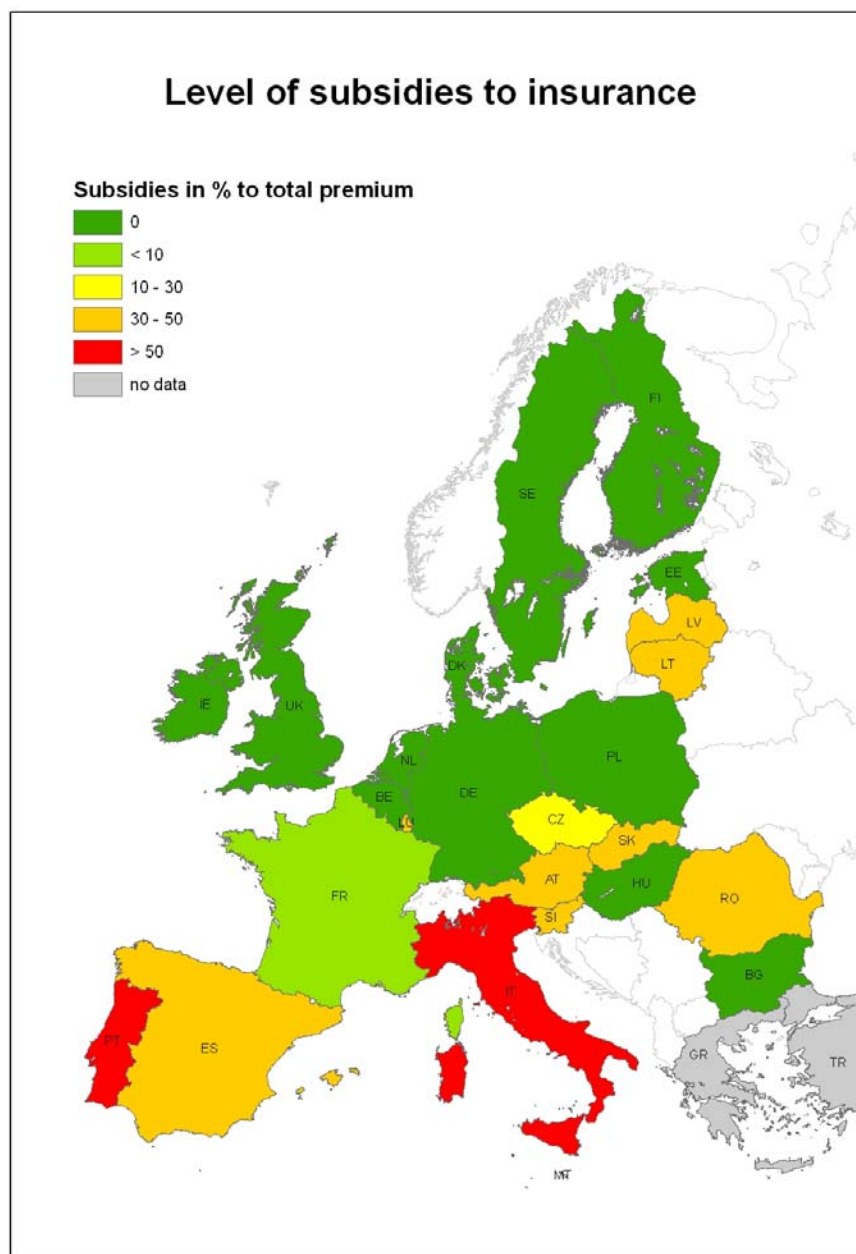 Level of subsidies to insurance
Subsidies in % to total premium
0
< 10
10 - 30
30 - 50
> 50
no data
FI
SE
EE
LV
LT
DK
IE
UK
NL
PL
BE
DE
LU
CZ
SK
AT
HU
FR
RO
SI
BG
IT
PT
ES
GR
TR